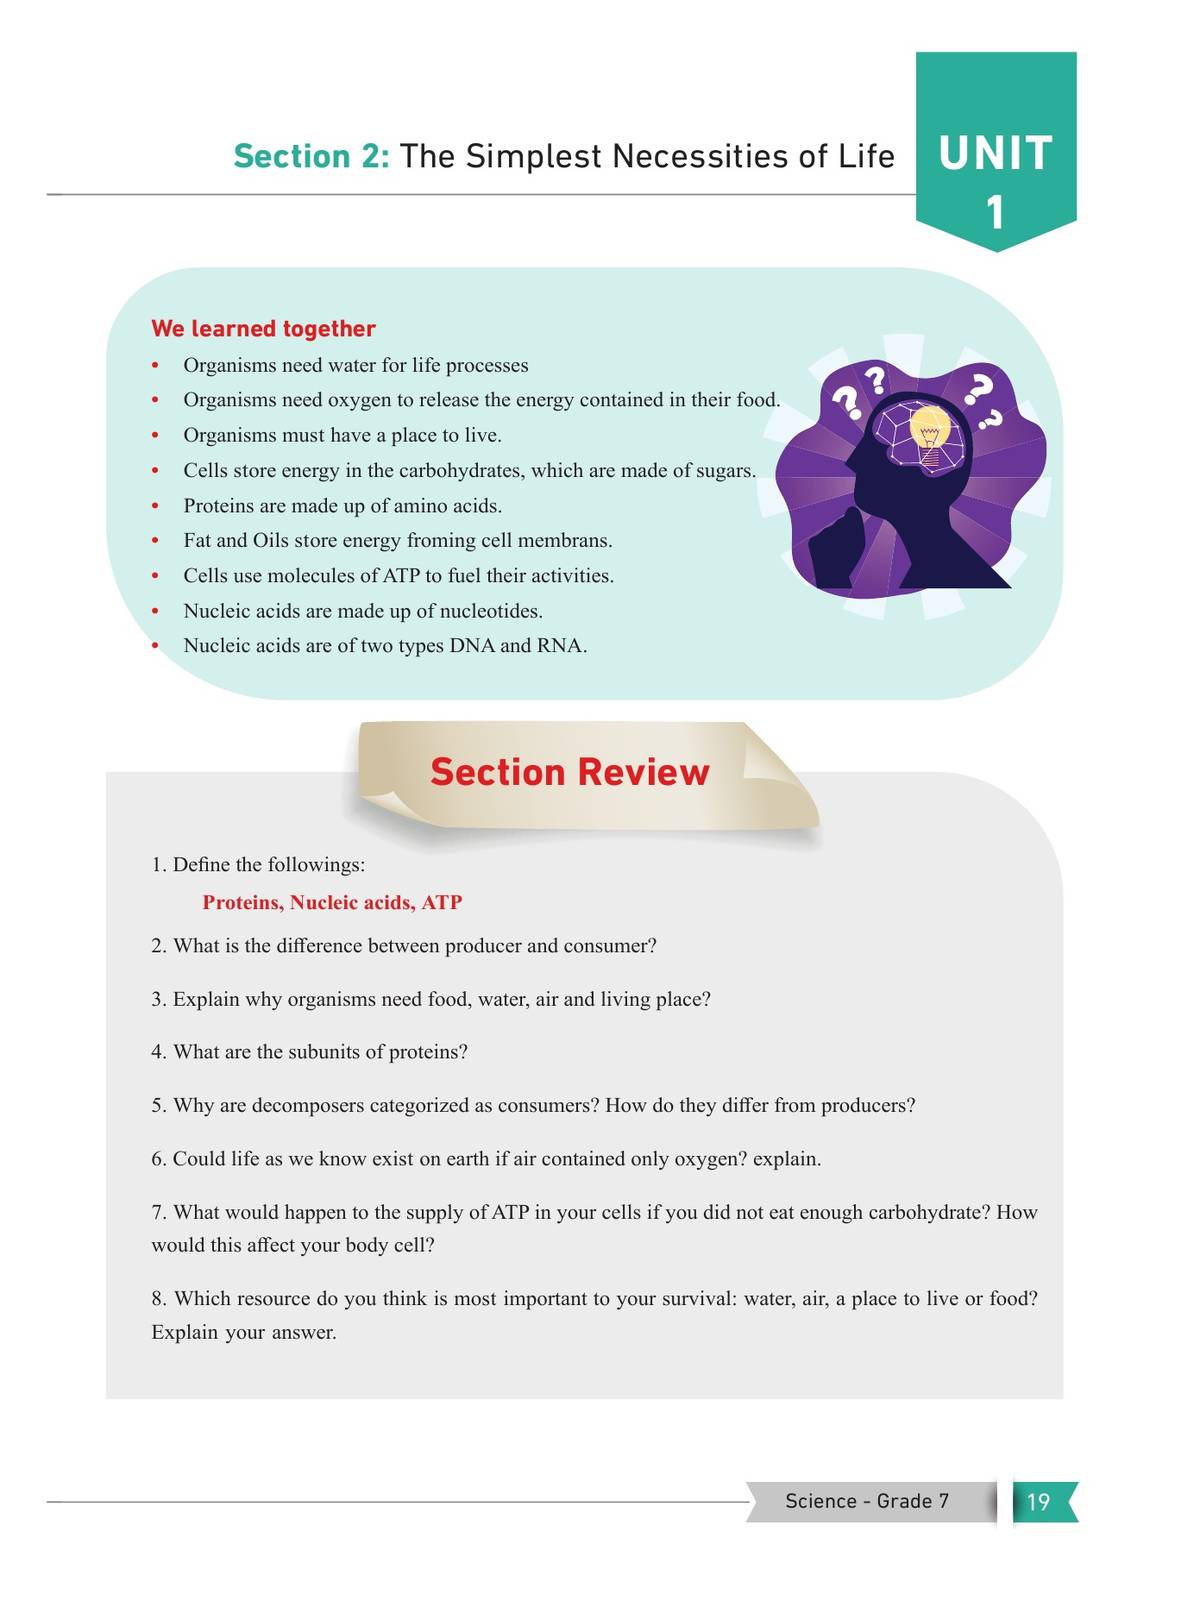 Section 2: The Simplest Necessities of Life
UNIT
1
We learned together
• Organisms need water for life processes
• Organisms need oxygen to release the energy contained in their food.
• Organisms must have a place to live.
• Cells store energy in the carbohydrates, which are made of sugars.
• Proteins are made up of amino acids.
• Fat and Oils store energy froming cell membrans.
• Cells use molecules of ATP to fuel their activities.
• Nucleic acids are made up of nucleotides.
• Nucleic acids are of two types DNA and RNA.
? ? ? ?
Section Review
1. Define the followings:
Proteins, Nucleic acids, ATP
2. What is the difference between producer and consumer?
3. Explain why organisms need food, water, air and living place?
4. What are the subunits of proteins?
5. Why are decomposers categorized as consumers? How do they differ from producers?
6. Could life as we know exist on earth if air contained only oxygen? explain.
7. What would happen to the supply of ATP in your cells if you did not eat enough carbohydrate? How
would this affect your body cell?
8. Which resource do you think is most important to your survival: water, air, a place to live or food?
Explain your answer.
Science - Grade 7
19